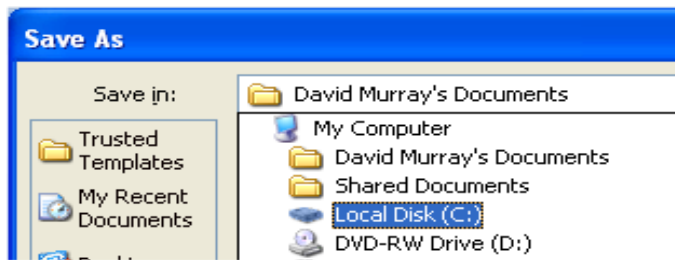 Save As
Save in:
David Murray's Documents
My Computer
David Murray's Documents
Shared Documents
Local Disk (C:)
DVD-RW Drive (D:)
Trusted
Templates
My Recent
Documents